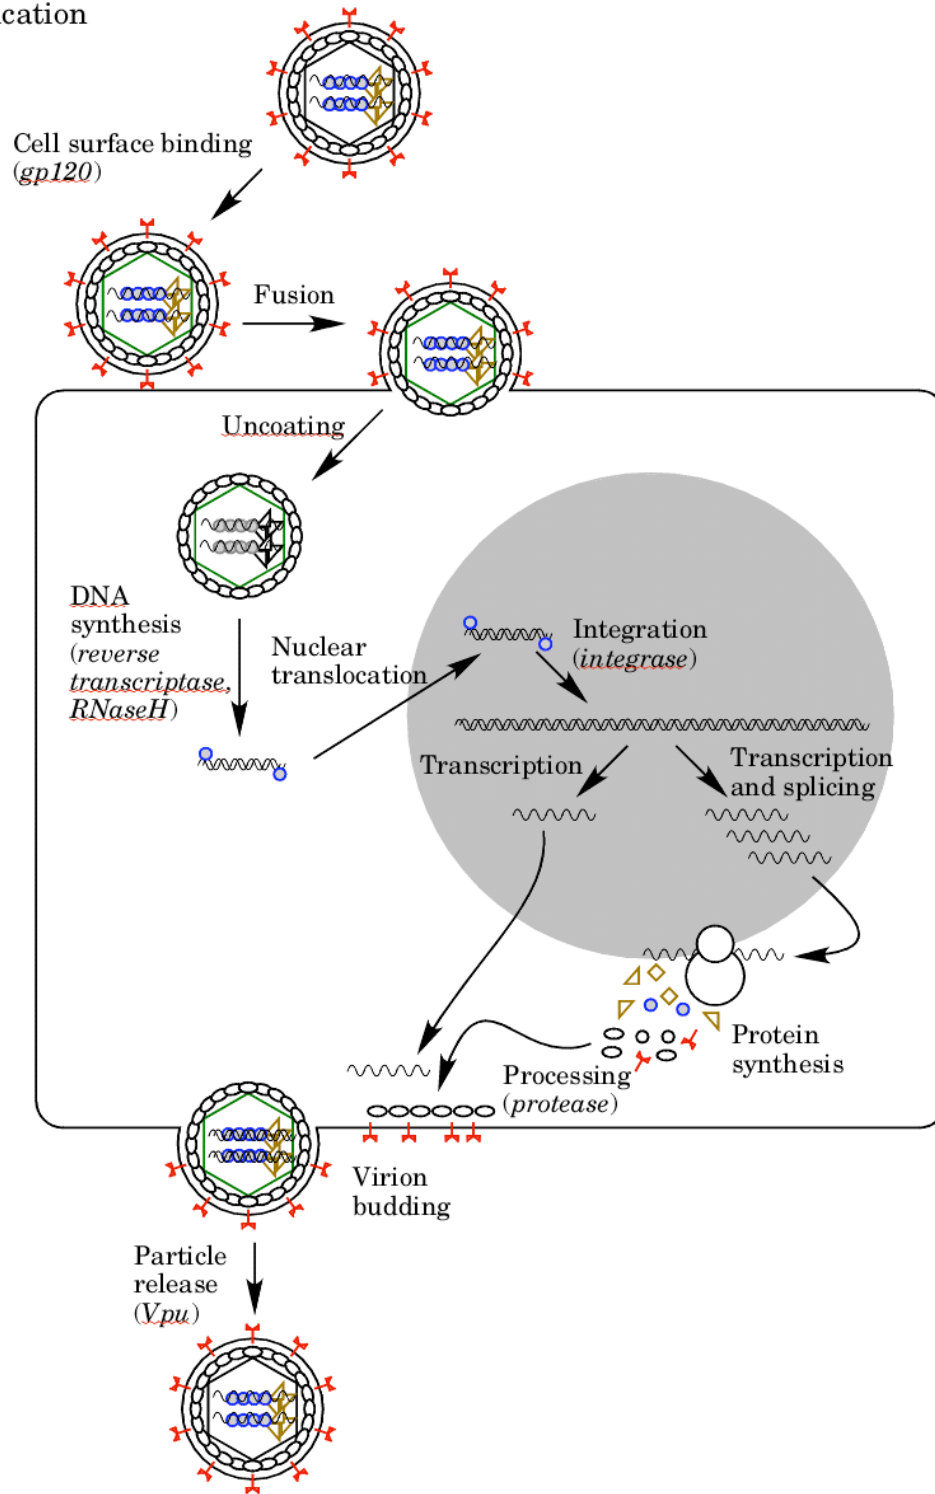 cation
Cell surface binding
(gp120)
Fusion
Uncoating
DNA
synthesis
(reverse
transcriptase,
RNaseH)
Nuclear
translocation
Integration
(integrase)
Transcription
Transcription
and splicing
Protein
synthesis
Processing
(protease)
Virion
budding
Particle
release
(Vpu)